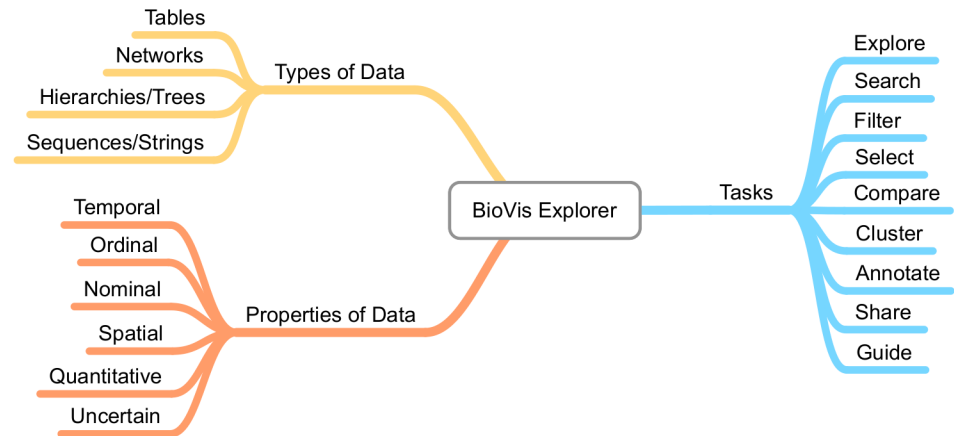 Tables
Networks
Hierarchies/Trees
Sequences/Strings
Types of Data
Temporal
Ordinal
Nominal
Spatial
Quantitative
Uncertain
Properties of Data
BioVis Explorer
Tasks
Explore
Search
Filter
Select
Compare
Cluster
Annotate
Share
Guide